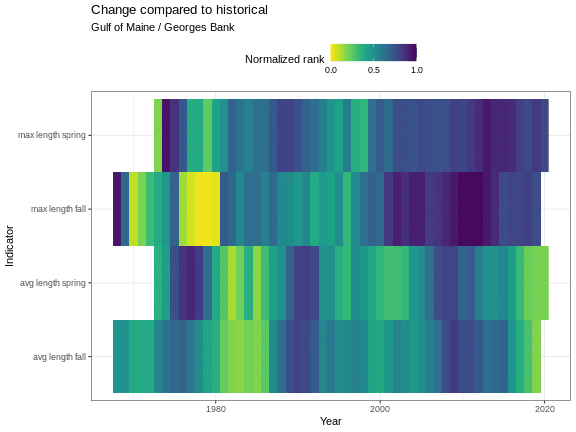 Change compared to historical
Gulf of Maine / Georges Bank
Normalized rank
0.0 0.5 1.0
max length spring
max length fall
avg length spring
avg length fall
Indicator
1980 2000 2020
Year